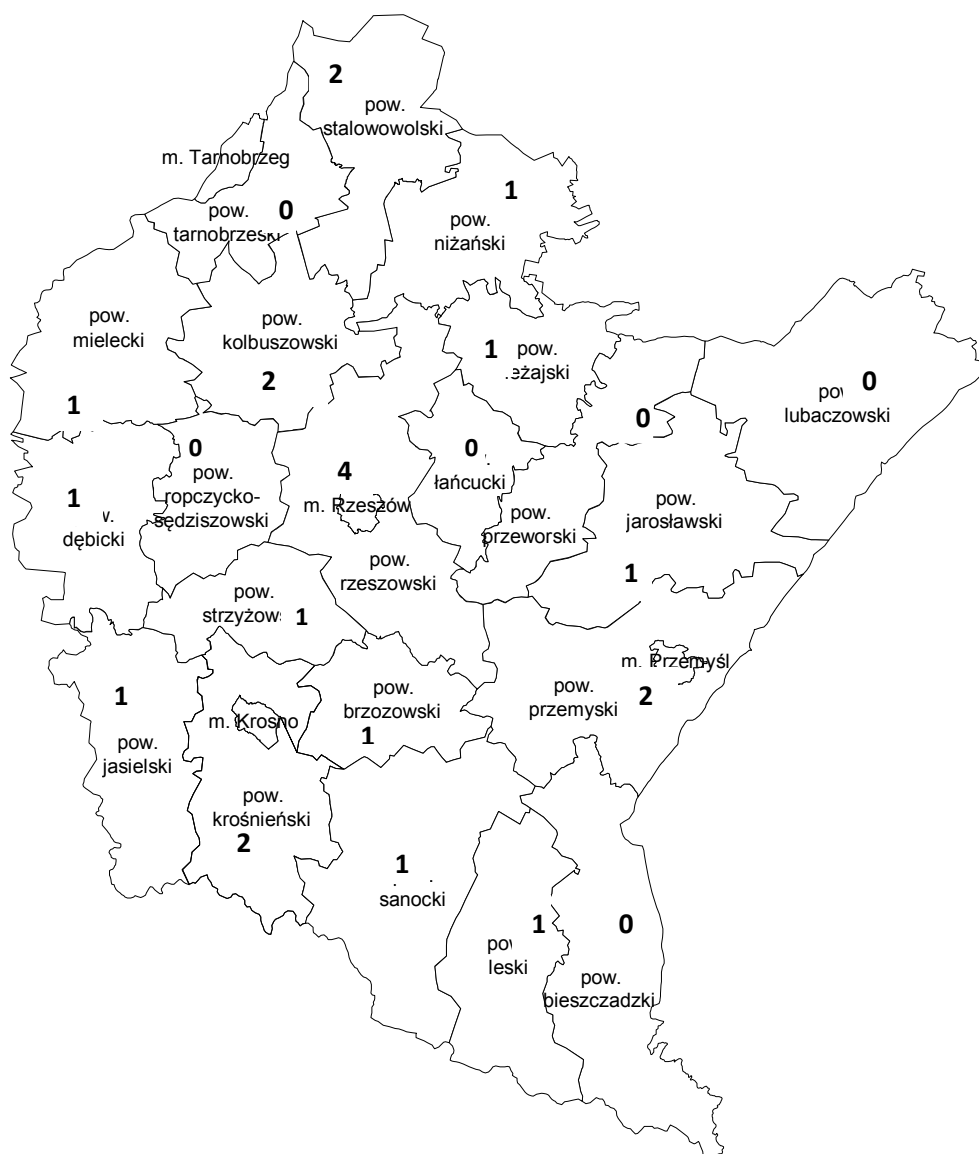 2
pow.
stalowowolski
m. Tarnobrzeg
1
0
pow.
tarnobrzeski
pow.
niżański
pow.
mielecki
pow.
kolbuszowski
1
pow.
2
1
0
0
lubaczowski
0
0
4
łańcucki
pow.
ropczycko-
sędziszowski
1
dębicki
m. Rzeszów
pow.
przeworski
pow.
jarosławski
pow.
rzeszowski
1
pow.
1
m. Przemyśl
1
pow.
brzozowski
2
pow.
przemyski
m. Krosno
1
pow.
jasielski
pow.
krośnieński
2
1
sanocki
1
0
leski
pow.
bieszczadzki